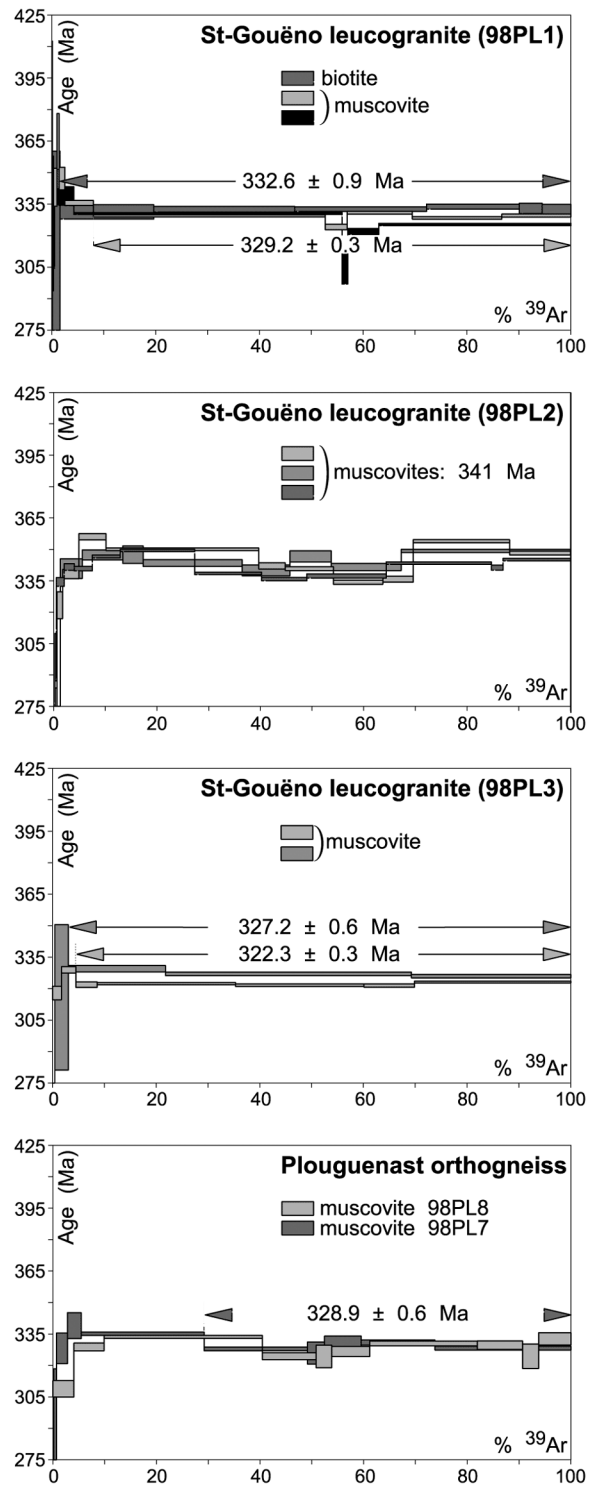 St-Gouëno leucogranite (98PL1)
Age (Ma)
425
395
365
335
305
275
biotite
muscovite
332.6 ± 0.9 Ma
329.2 ± 0.3 Ma
% 39Ar
0 20 40 60 80 100
St-Gouëno leucogranite (98PL2)
Age (Ma)
425
395
365
335
305
275
muscovites: 341 Ma
% 39Ar
0 20 40 60 80 100
St-Gouëno leucogranite (98PL3)
Age (Ma)
425
395
365
335
305
275
muscovite
327.2 ± 0.6 Ma
322.3 ± 0.3 Ma
% 39Ar
0 20 40 60 80 100
Plouguenast orthogneiss
Age (Ma)
425
395
365
335
305
275
muscovite 98PL8
muscovite 98PL7
328.9 ± 0.6 Ma
% 39Ar
0 20 40 60 80 100